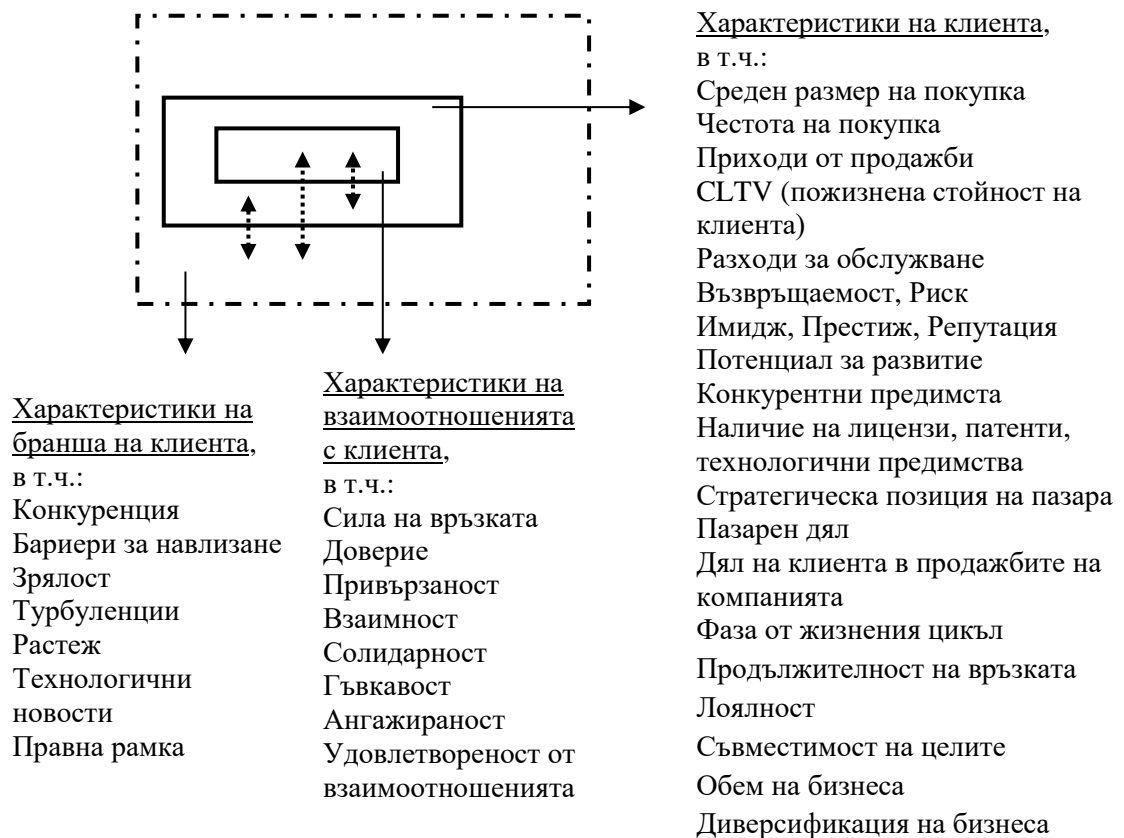 Характеристики на клиента,
в т.ч.:
Среден размер на покупка
Честота на покупка
Приходи от продажби
CLTV (пожизнена стойност на
клиента)
Разходи за обслужване
Възвръщаемост, Риск
Имидж, Престиж, Репутация
Потенциал за развитие
Конкурентни предимста
Наличие на лицензи, патенти,
технологични предимства
Стратегическа позиция на пазара
Пазарен дял
Дял на клиента в продажбите на
компанията
Фаза от жизнения цикъл
Продължителност на връзката
Лоялност
Съвместимост на целите
Обем на бизнеса
Диверсификация на бизнеса
Характеристики на
бранша на клиента,
в т.ч.:
Конкуренция
Бариери за навлизане
Зрялост
Турбуленции
Растеж
Технологични
новости
Правна рамка
Характеристики на
взаимоотношенията
с клиента,
в т.ч.:
Сила на връзката
Доверие
Привързаност
Взаимност
Солидарност
Гъвкавост
Ангажираност
Удовлетвореност от
взаимоотношенията